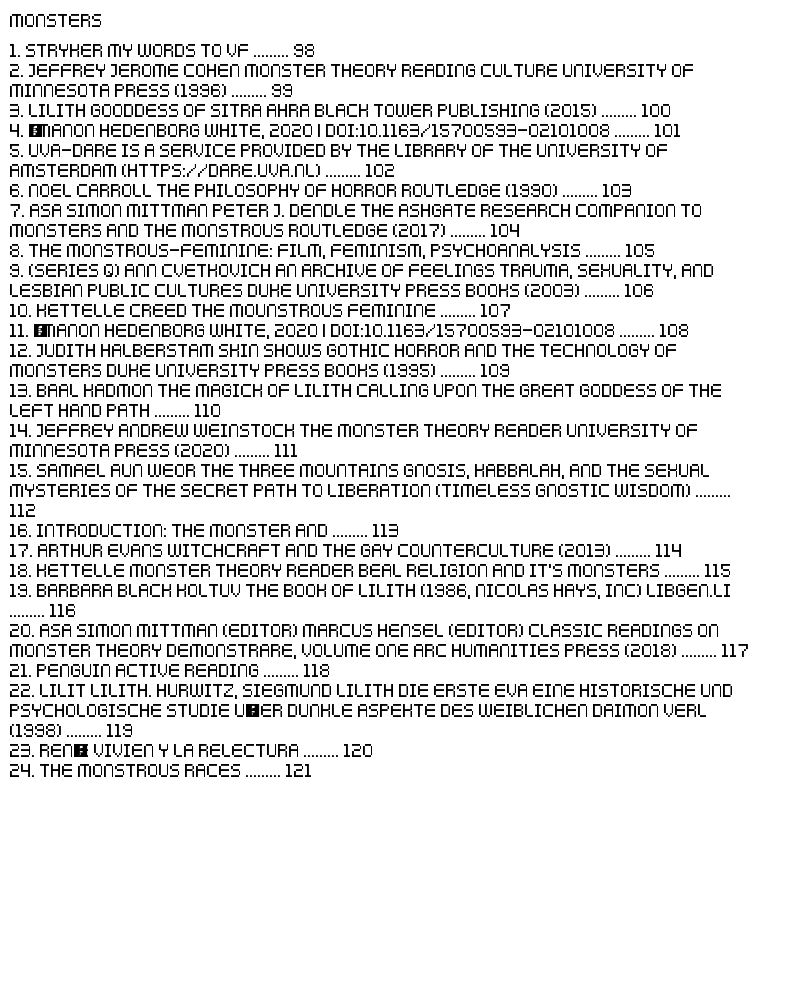 MONSTERS
1. STRYKER MY WORDS TO VF ........ 98
2. JEFFREY JEROME COHEN MONSTER THEORY READING CULTURE UNIVERSITY OF
MINNESOTA PRESS (1996) ........ 99
3. LILITH GOODDESS OF SITRA AHRA BLACK TOWER PUBLISHING (2015) ........ 100
4. �MANON HEDENBORG WHITE, 2020 | DOI:10.1163/15700593-02101008 ........ 101
5. UVA-DARE IS A SERVICE PROVIDED BY THE LIBRARY OF THE UNIVERSITY OF
AMSTERDAM (HTTPS://DARE.UVA.NL) ........ 102
6. NOEL CARROLL THE PHILOSOPHY OF HORROR ROUTLEDGE (1990) ........ 103
7. ASA SIMON MITTMAN PETER J. DENDLE THE ASHGATE RESEARCH COMPANION TO
MONSTERS AND THE MONSTROUS ROUTLEDGE (2017) ........ 104
8. THE MONSTROUS-FEMININE: FILM, FEMINISM, PSYCHOANALYSIS ........ 105
9. (SERIES Q) ANN CVETKOVICH AN ARCHIVE OF FEELINGS TRAUMA, SEXUALITY, AND
LESBIAN PUBLIC CULTURES DUKE UNIVERSITY PRESS BOOKS (2003) ........ 106
10. KETTELLE CREED THE MOUNSTROUS FEMININE ........ 107
11. �MANON HEDENBORG WHITE, 2020 | DOI:10.1163/15700593-02101008 ........ 108
12. JUDITH HALBERSTAM SKIN SHOWS GOTHIC HORROR AND THE TECHNOLOGY OF
MONSTERS DUKE UNIVERSITY PRESS BOOKS (1995) ........ 109
13. BAAL KADMON THE MAGICK OF LILITH CALLING UPON THE GREAT GODDESS OF THE
LEFT HAND PATH ........ 110
14. JEFFREY ANDREW WEINSTOCK THE MONSTER THEORY READER UNIVERSITY OF
MINNESOTA PRESS (2020) ........ 111
15. SAMAEL AUN WEOR THE THREE MOUNTAINS GNOSIS, KABBALAH, AND THE SEXUAL
MYSTERIES OF THE SECRET PATH TO LIBERATION (TIMELESS GNOSTIC WISDOM) ........
112
16. INTRODUCTION: THE MONSTER AND ........ 113
17. ARTHUR EVANS WITCHCRAFT AND THE GAY COUNTERCULTURE (2013) ........ 114
18. KETTELLE MONSTER THEORY READER BEAL RELIGION AND IT'S MONSTERS ........ 115
19. BARBARA BLACK KOLTUV THE BOOK OF LILITH (1986, NICOLAS HAYS, INC) LIBGEN.LI
........ 116
20. ASA SIMON MITTMAN (EDITOR) MARCUS HENSEL (EDITOR) CLASSIC READINGS ON
MONSTER THEORY DEMONSTRARE, VOLUME ONE ARC HUMANITIES PRESS (2018) ........ 117
21. PENGUIN ACTIVE READING ........ 118
22. LILIT LILITH. HURWITZ, SIEGMUND LILITH DIE ERSTE EVA EINE HISTORISCHE UND
PSYCHOLOGISCHE STUDIE U�ER DUNKLE ASPEKTE DES WEIBLICHEN DAIMON VERL
(1998) ........ 119
23. REN� VIVIEN Y LA RELECTURA ........ 120
24. THE MONSTROUS RACES ........ 121